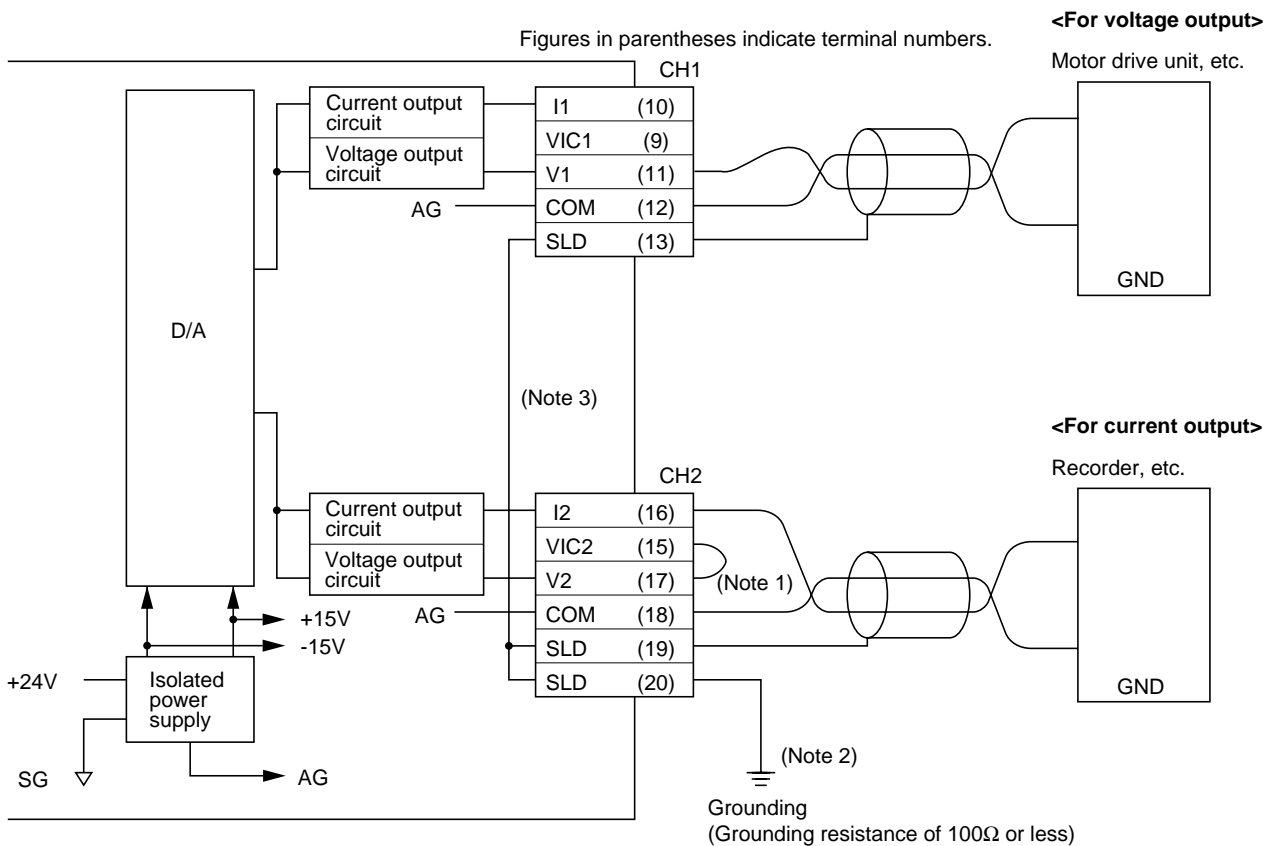 <For voltage output>
Figures in parentheses indicate terminal numbers.
Motor drive unit, etc.
CH1
Current output
circuit
Voltage output
circuit
I1 (10)
VIC1 (9)
V1 (11)
AG
COM (12)
SLD (13)
GND
D/A
(Note 3)
<For current output>
Recorder, etc.
CH2
Current output
circuit
Voltage output
circuit
I2 (16)
VIC2 (15)
V2 (17)
(Note 1)
AG
COM (18)
SLD (19)
SLD (20)
GND
+15V
-15V
+24V
Isolated
power
supply
SG
AG
(Note 2)
Grounding
(Grounding resistance of 100Ω or less)